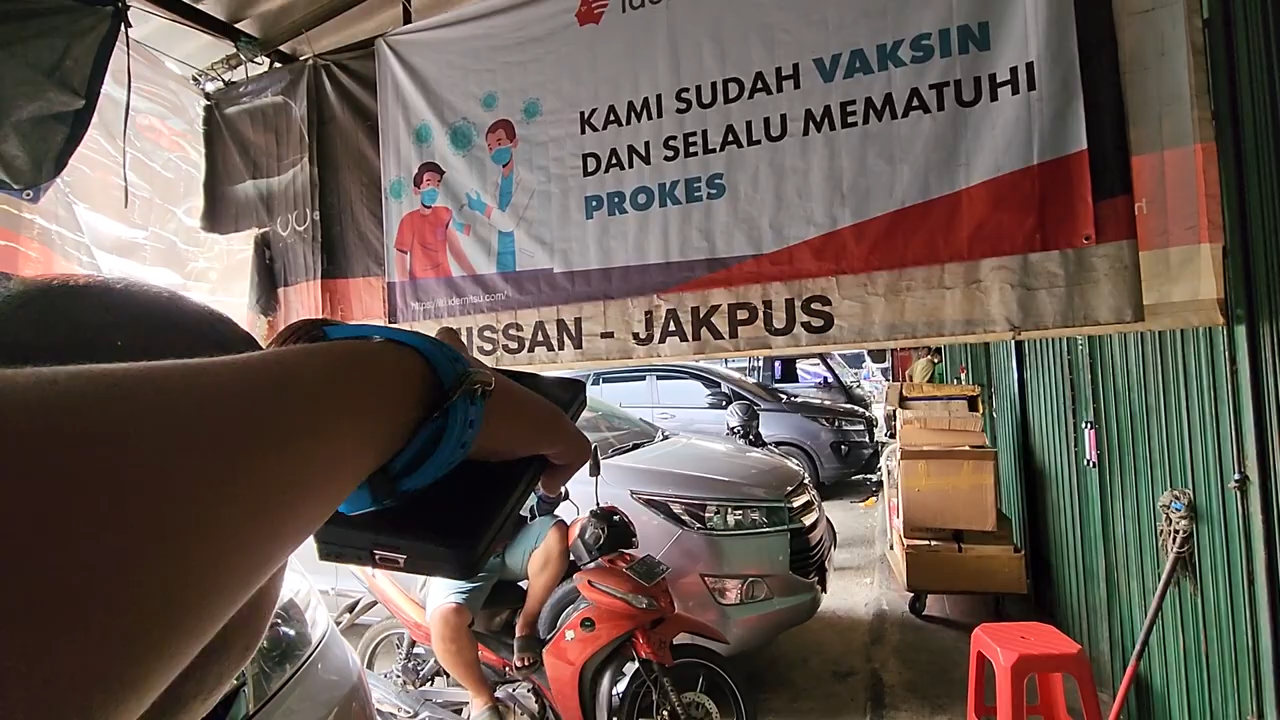 KAMI SUDAH VAKSIN
DAN SELALU MEMATUHI
PROKES
ISSAN - JAKPUS